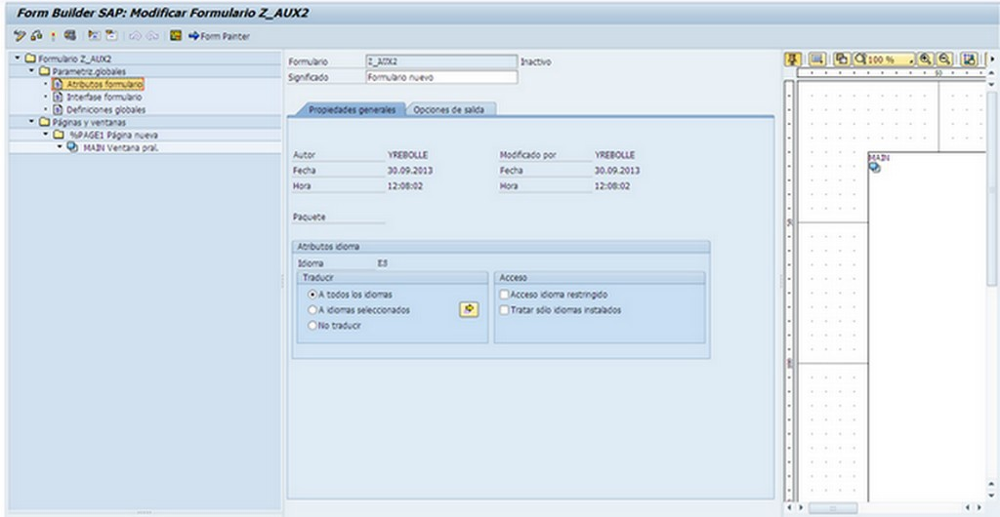 Form Builder SAP: Modificar Formulario Z_AUX2
Form Painter
Formulario Z_AUX2
Parametriz.globales
Atributos formulario
Interfase formulario
Definiciones globales
Páginas y ventanas
%PAGE1 Página nueva
MAIN Ventana pral.
Formulario Z_AUX2 Inactivo
Significado Formulario nuevo
Propiedades generales Opciones de salida
Autor YREBOLLE Modificado por YREBOLLE
Fecha 30.09.2013 Fecha 30.09.2013
Hora 12:08:02 Hora 12:08:02
Paquete
Atributos idioma
Idioma ES
Traducir Acceso
A todos los idiomas Acceso idioma restringido
A idiomas seleccionados Tratar sólo idiomas instalados
No traducir
100 %
50
MAIN
50
100